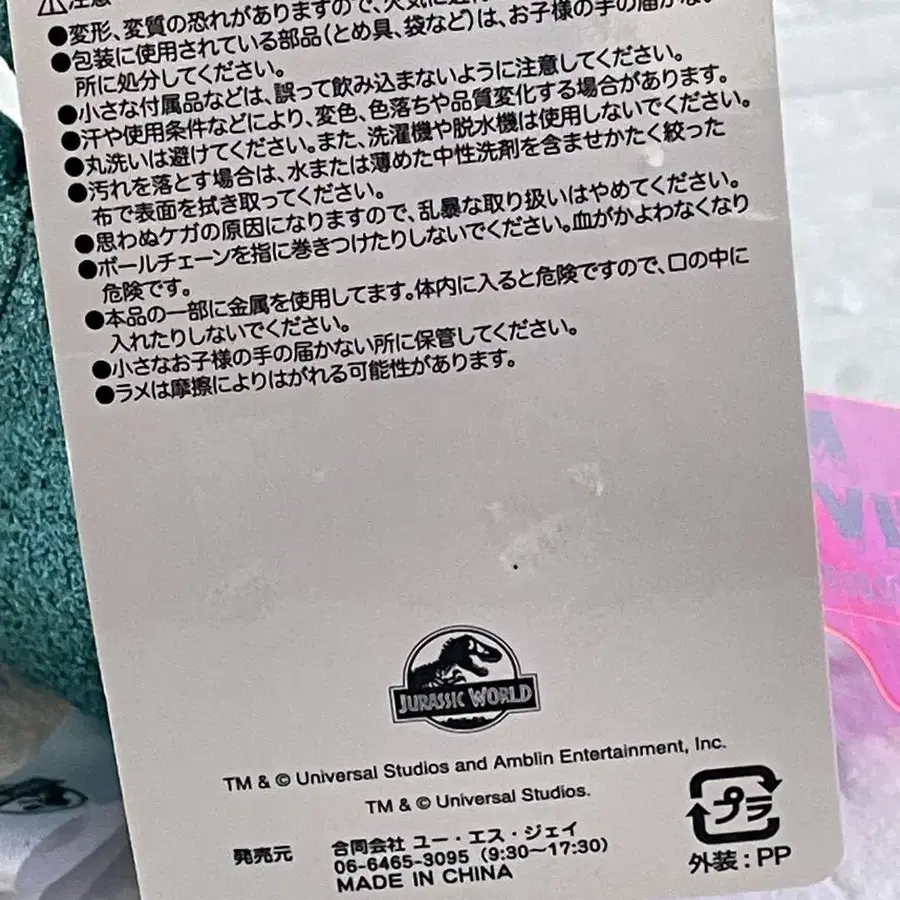 ⚠注意
●変形、変質の恐れがありますので、火気に近
●包装に使用されている部品(とめ具、袋など)は、お子様の手の届かない
所に処分してください。
●小さな付属品などは、誤って飲み込まないように注意してください。
●汗や使用条件などにより、変色、色落ちや品質変化する場合があります。
●丸洗いは避けてください。また、洗濯機や脱水機は使用しないでください。
●汚れを落とす場合は、水または薄めた中性洗剤を含ませかたく絞った
布で表面を拭き取ってください。
●思わぬケガの原因になりますので、乱暴な取り扱いはやめてください。
●ボールチェーンを指に巻きつけたりしないでください。血がかよわなくなり
危険です。
●本品の一部に金属を使用してます。体内に入ると危険ですので、口の中に
入れたりしないでください。
●小さなお子様の手の届かない所に保管してください。
●ラメは摩擦によりはがれる可能性があります。
JURASSIC WORLD
TM & © Universal Studios and Amblin Entertainment, Inc.
TM & © Universal Studios.
発売元 合同会社 ユー・エス・ジェイ
06-6465-3095 (9:30〜17:30)
MADE IN CHINA
プラ
外装:PP